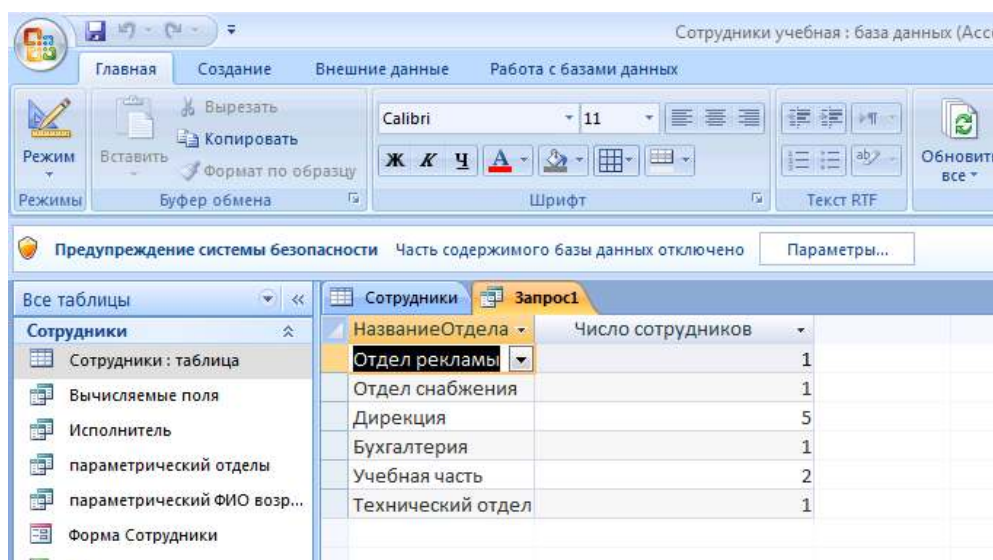 Сотрудники учебная : база данных (Acce
Главная Создание Внешние данные Работа с базами данных
Режим
Вставить
Вырезать
Копировать
Формат по образцу
Calibri 11
Ж К Ч
Обновить все
Режимы Буфер обмена Шрифт Текст RTF
Предупреждение системы безопасности Часть содержимого базы данных отключено Параметры...
Все таблицы
Сотрудники
Сотрудники : таблица
Вычисляемые поля
Исполнитель
параметрический отделы
параметрический ФИО возр...
Форма Сотрудники
Сотрудники Запрос1
НазваниеОтдела Число сотрудников
Отдел рекламы 1
Отдел снабжения 1
Дирекция 5
Бухгалтерия 1
Учебная часть 2
Технический отдел 1